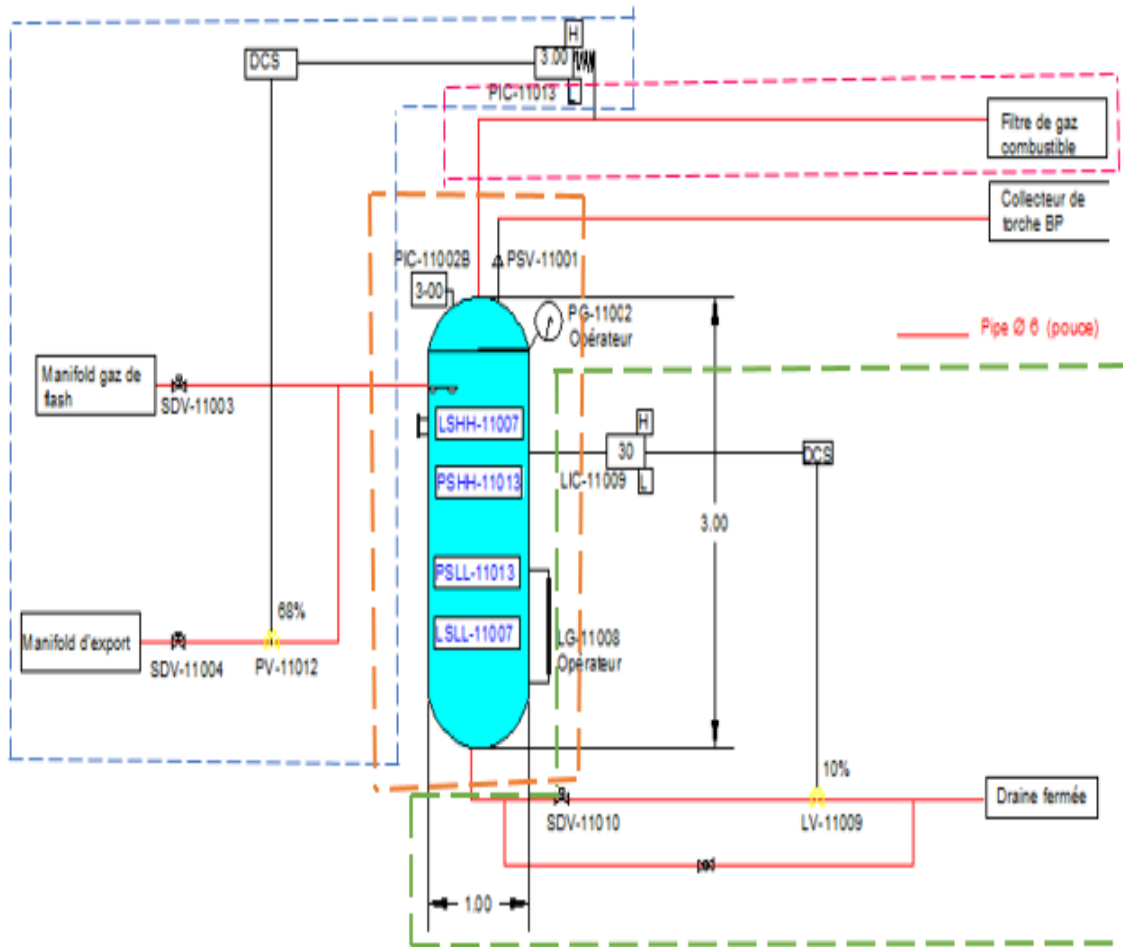 H
DCS
3.00
PIC-11013
L
Filtre de gaz
combustible
Collecteur de
torche BP
PIC-11002B
PSV-11001
3-00
PG-11002
Opérateur
Pipe Ø 6 (pouce)
Manifold gaz de
flash
SDV-11003
LSHH-11007
H
30
DCS
LIC-11009
L
PSHH-11013
3.00
PSLL-11013
68%
LSLL-11007
LG-11008
Opérateur
Manifold d'export
SDV-11004
PV-11012
10%
Draine fermée
SDV-11010
LV-11009
1.00